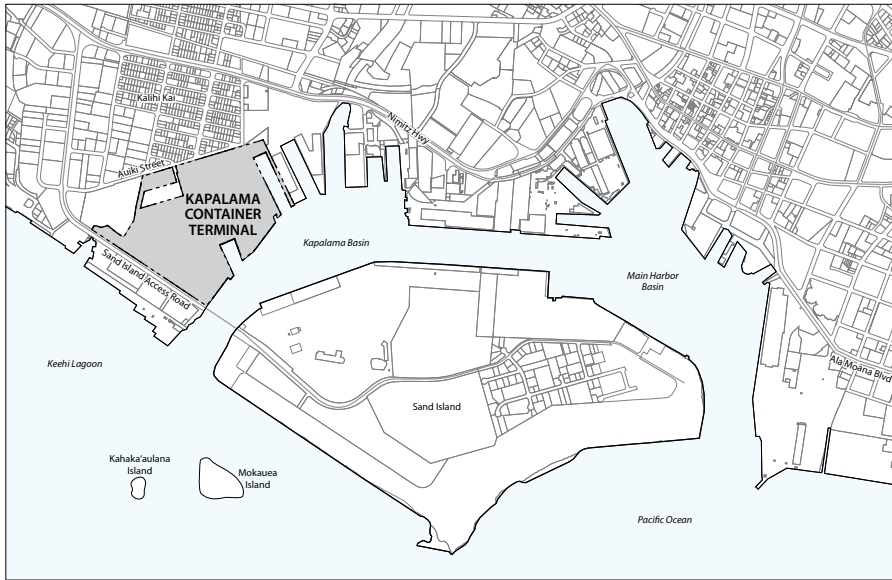 Kalihi Kai
Nimitz Hwy
Auiki Street
KAPALAMA
CONTAINER
TERMINAL
Kapalama Basin
Sand Island Access Road
Main Harbor
Basin
Keehi Lagoon
Ala Moana Blvd
Sand Island
Kahaka'aulana
Island
Mokauea
Island
Pacific Ocean